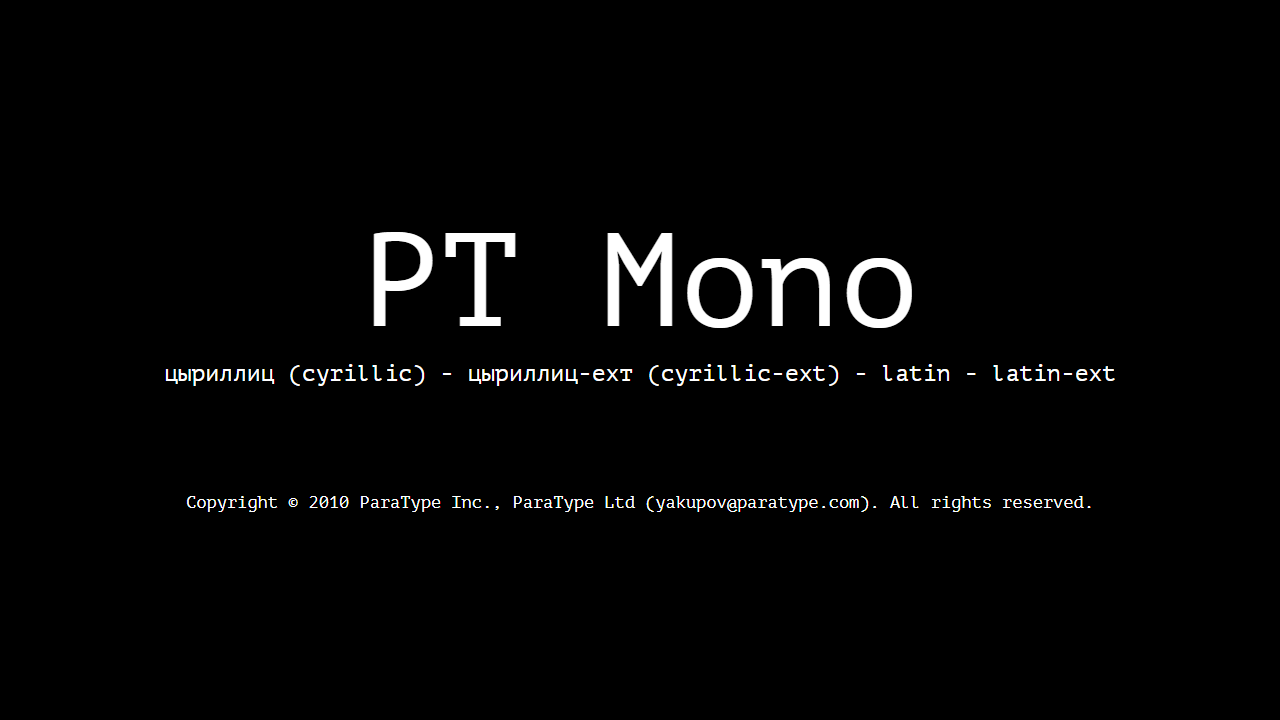 PT Mono
цыриллиц (cyrillic) - цыриллиц-ехт (cyrillic-ext) - latin - latin-ext
Copyright © 2010 ParaType Inc., ParaType Ltd (yakupov@paratype.com). All rights reserved.